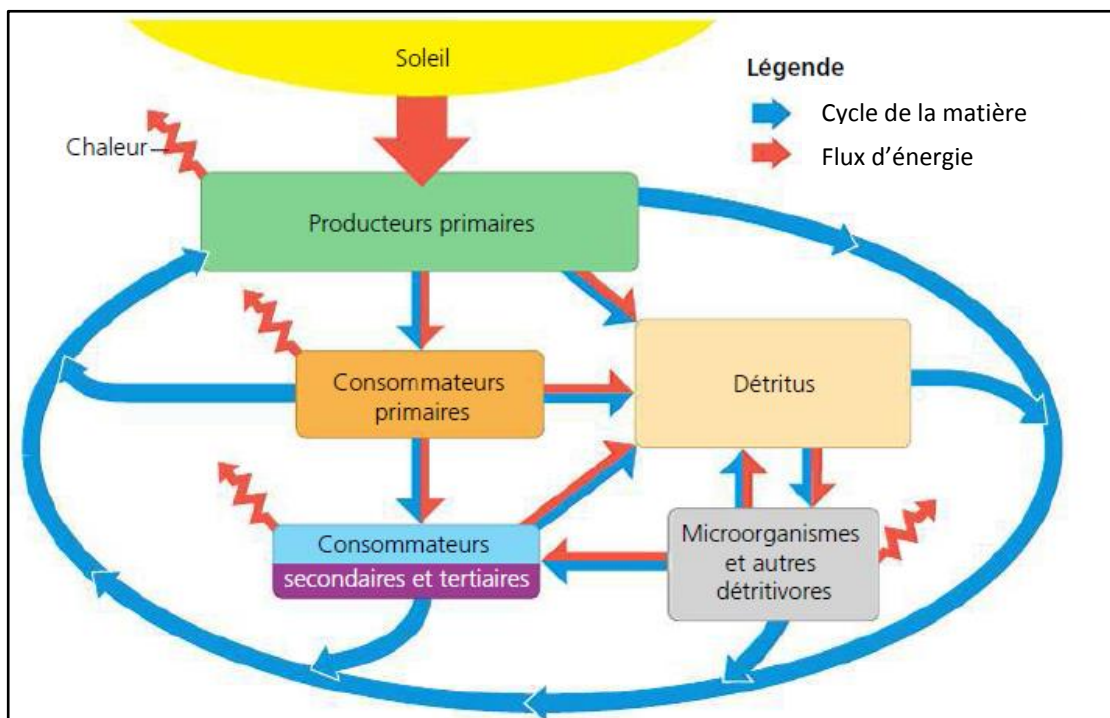 Soleil
Légende
Cycle de la matière
Flux d'énergie
Chaleur
Producteurs primaires
Consommateurs
primaires
Détritus
Consommateurs
secondaires et tertiaires
Microorganismes
et autres
détritivores